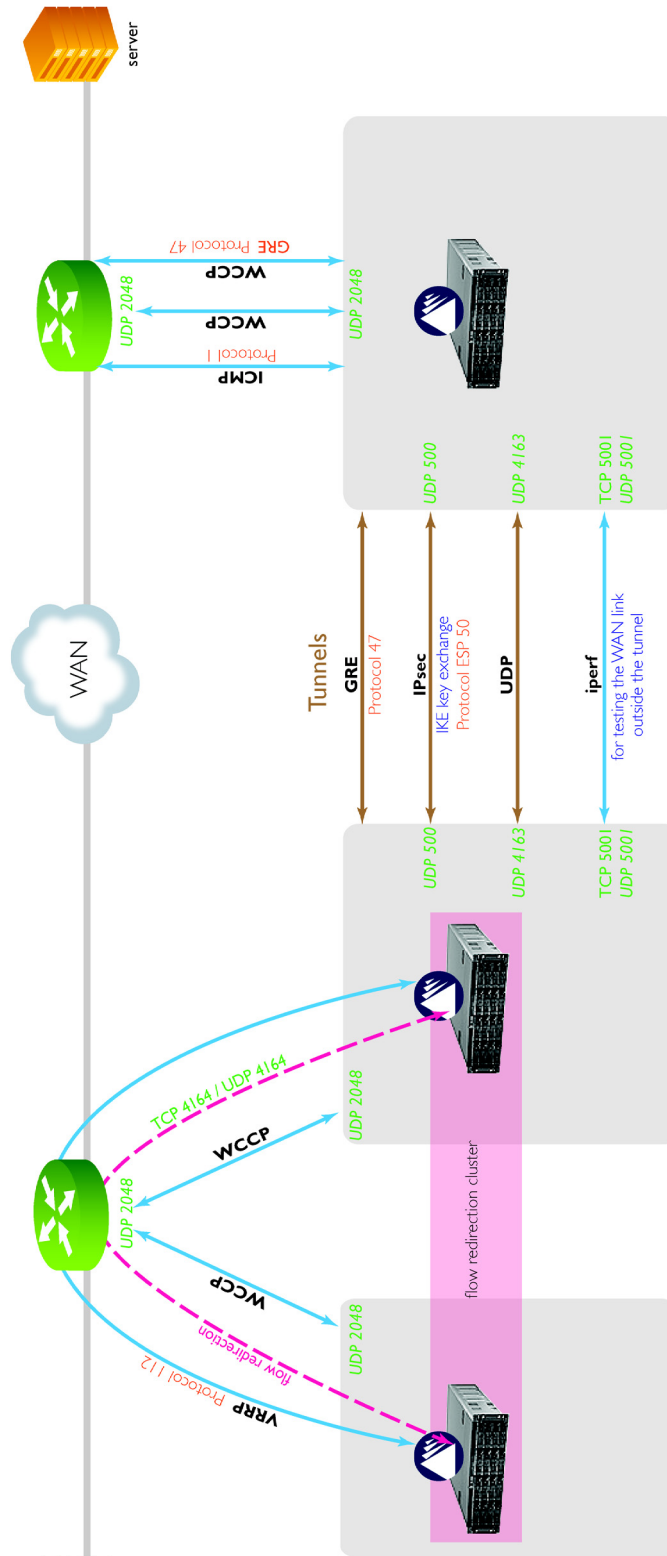 server
WAN
UDP 2048
GRE Protocol 47
WCCP
WCCP
Protocol 1
ICMP
UDP 2048
Tunnels
GRE
Protocol 47
UDP 500
IPsec
IKE key exchange
Protocol ESP 50
UDP 500
UDP 4163
UDP
UDP 4163
TCP 5001
UDP 5001
iperf
for testing the WAN link
outside the tunnel
TCP 5001
UDP 5001
UDP 2048
TCP 4164 / UDP 4164
WCCP
UDP 2048
WCCP
UDP 2048
flow redirection
VRRP Protocol 112
flow redirection cluster